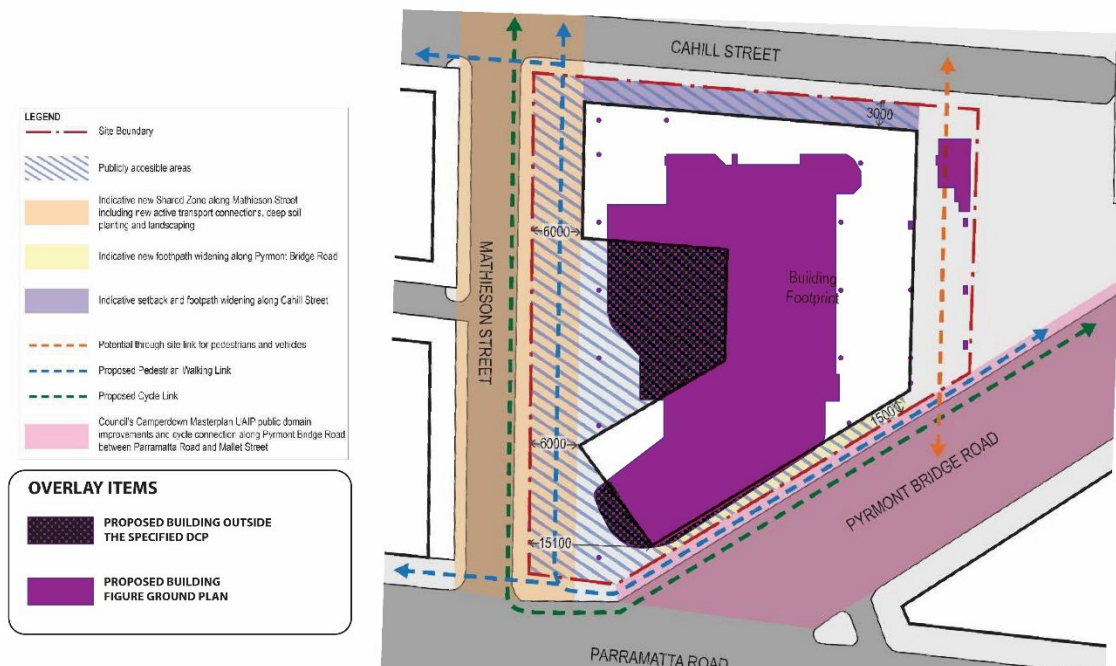 LEGEND
Site Boundary
Publicly accesible areas
Indicative new Shared Zone along Mathieson Street
including new active transport connections, deep soil
planting and landscaping
Indicative new foothpath widening along Pyrmont Bridge Road
Indicative setback and footpath widening along Cahill Street
Potential through site link for pedestrians and vehicles
Proposed Pedestrian Walking Link
Proposed Cycle Link
Council's Camperdown Masterplan UAIP public domain
improvements and cycle connection along Pyrmont Bridge Road
between Parramatta Road and Mallet Street
OVERLAY ITEMS
PROPOSED BUILDING OUTSIDE
THE SPECIFIED DCP
PROPOSED BUILDING
FIGURE GROUND PLAN
CAHILL STREET
3000
6000
MATHIESON STREET
Building
Footprint
1500
6000
15100
PYRMONT BRIDGE ROAD
PARRAMATTA ROAD